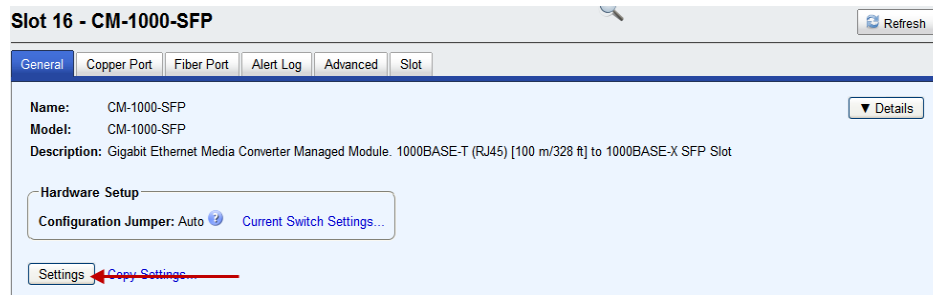 Slot 16 - CM-1000-SFP
Refresh
General Copper Port Fiber Port Alert Log Advanced Slot
Name: CM-1000-SFP
▼ Details
Model: CM-1000-SFP
Description: Gigabit Ethernet Media Converter Managed Module. 1000BASE-T (RJ45) [100 m/328 ft] to 1000BASE-X SFP Slot
Hardware Setup
Configuration Jumper: Auto ? Current Switch Settings...
Settings Copy Settings...